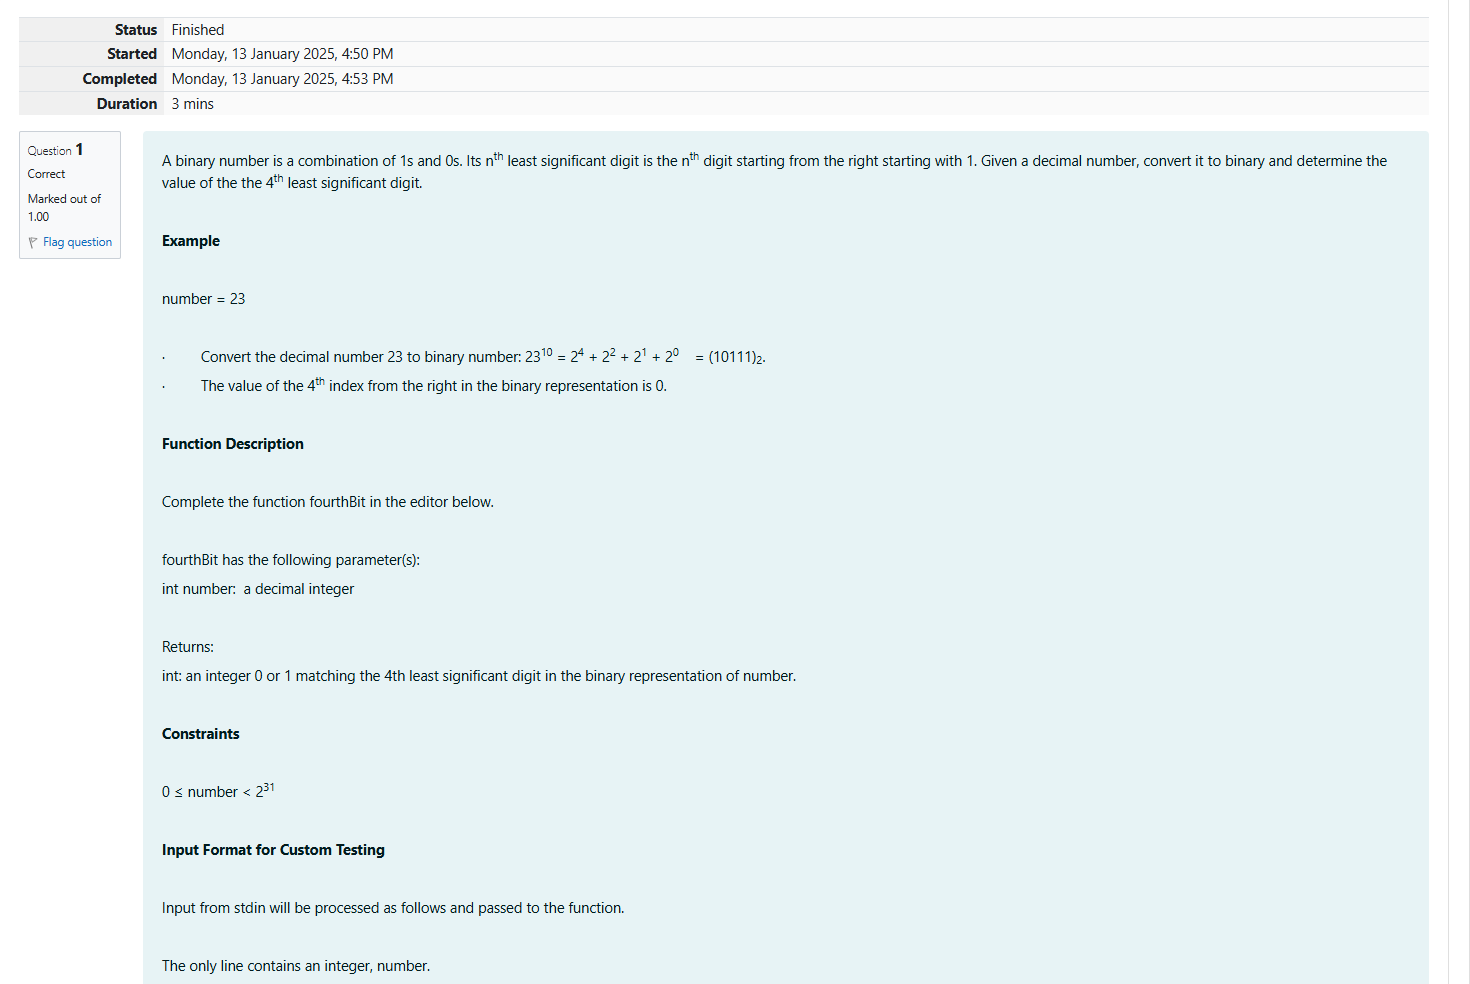 Status Finished
Started Monday, 13 January 2025, 4:50 PM
Completed Monday, 13 January 2025, 4:53 PM
Duration 3 mins
Question 1
Correct
Marked out of
1.00
Flag question
A binary number is a combination of 1s and 0s. Its nth least significant digit is the nth digit starting from the right starting with 1. Given a decimal number, convert it to binary and determine the
value of the the 4th least significant digit.
Example
number = 23
· Convert the decimal number 23 to binary number: 23¹⁰ = 2⁴ + 2² + 2¹ + 2⁰ = (10111)₂.
· The value of the 4th index from the right in the binary representation is 0.
Function Description
Complete the function fourthBit in the editor below.
fourthBit has the following parameter(s):
int number: a decimal integer
Returns:
int: an integer 0 or 1 matching the 4th least significant digit in the binary representation of number.
Constraints
0 ≤ number < 2³¹
Input Format for Custom Testing
Input from stdin will be processed as follows and passed to the function.
The only line contains an integer, number.